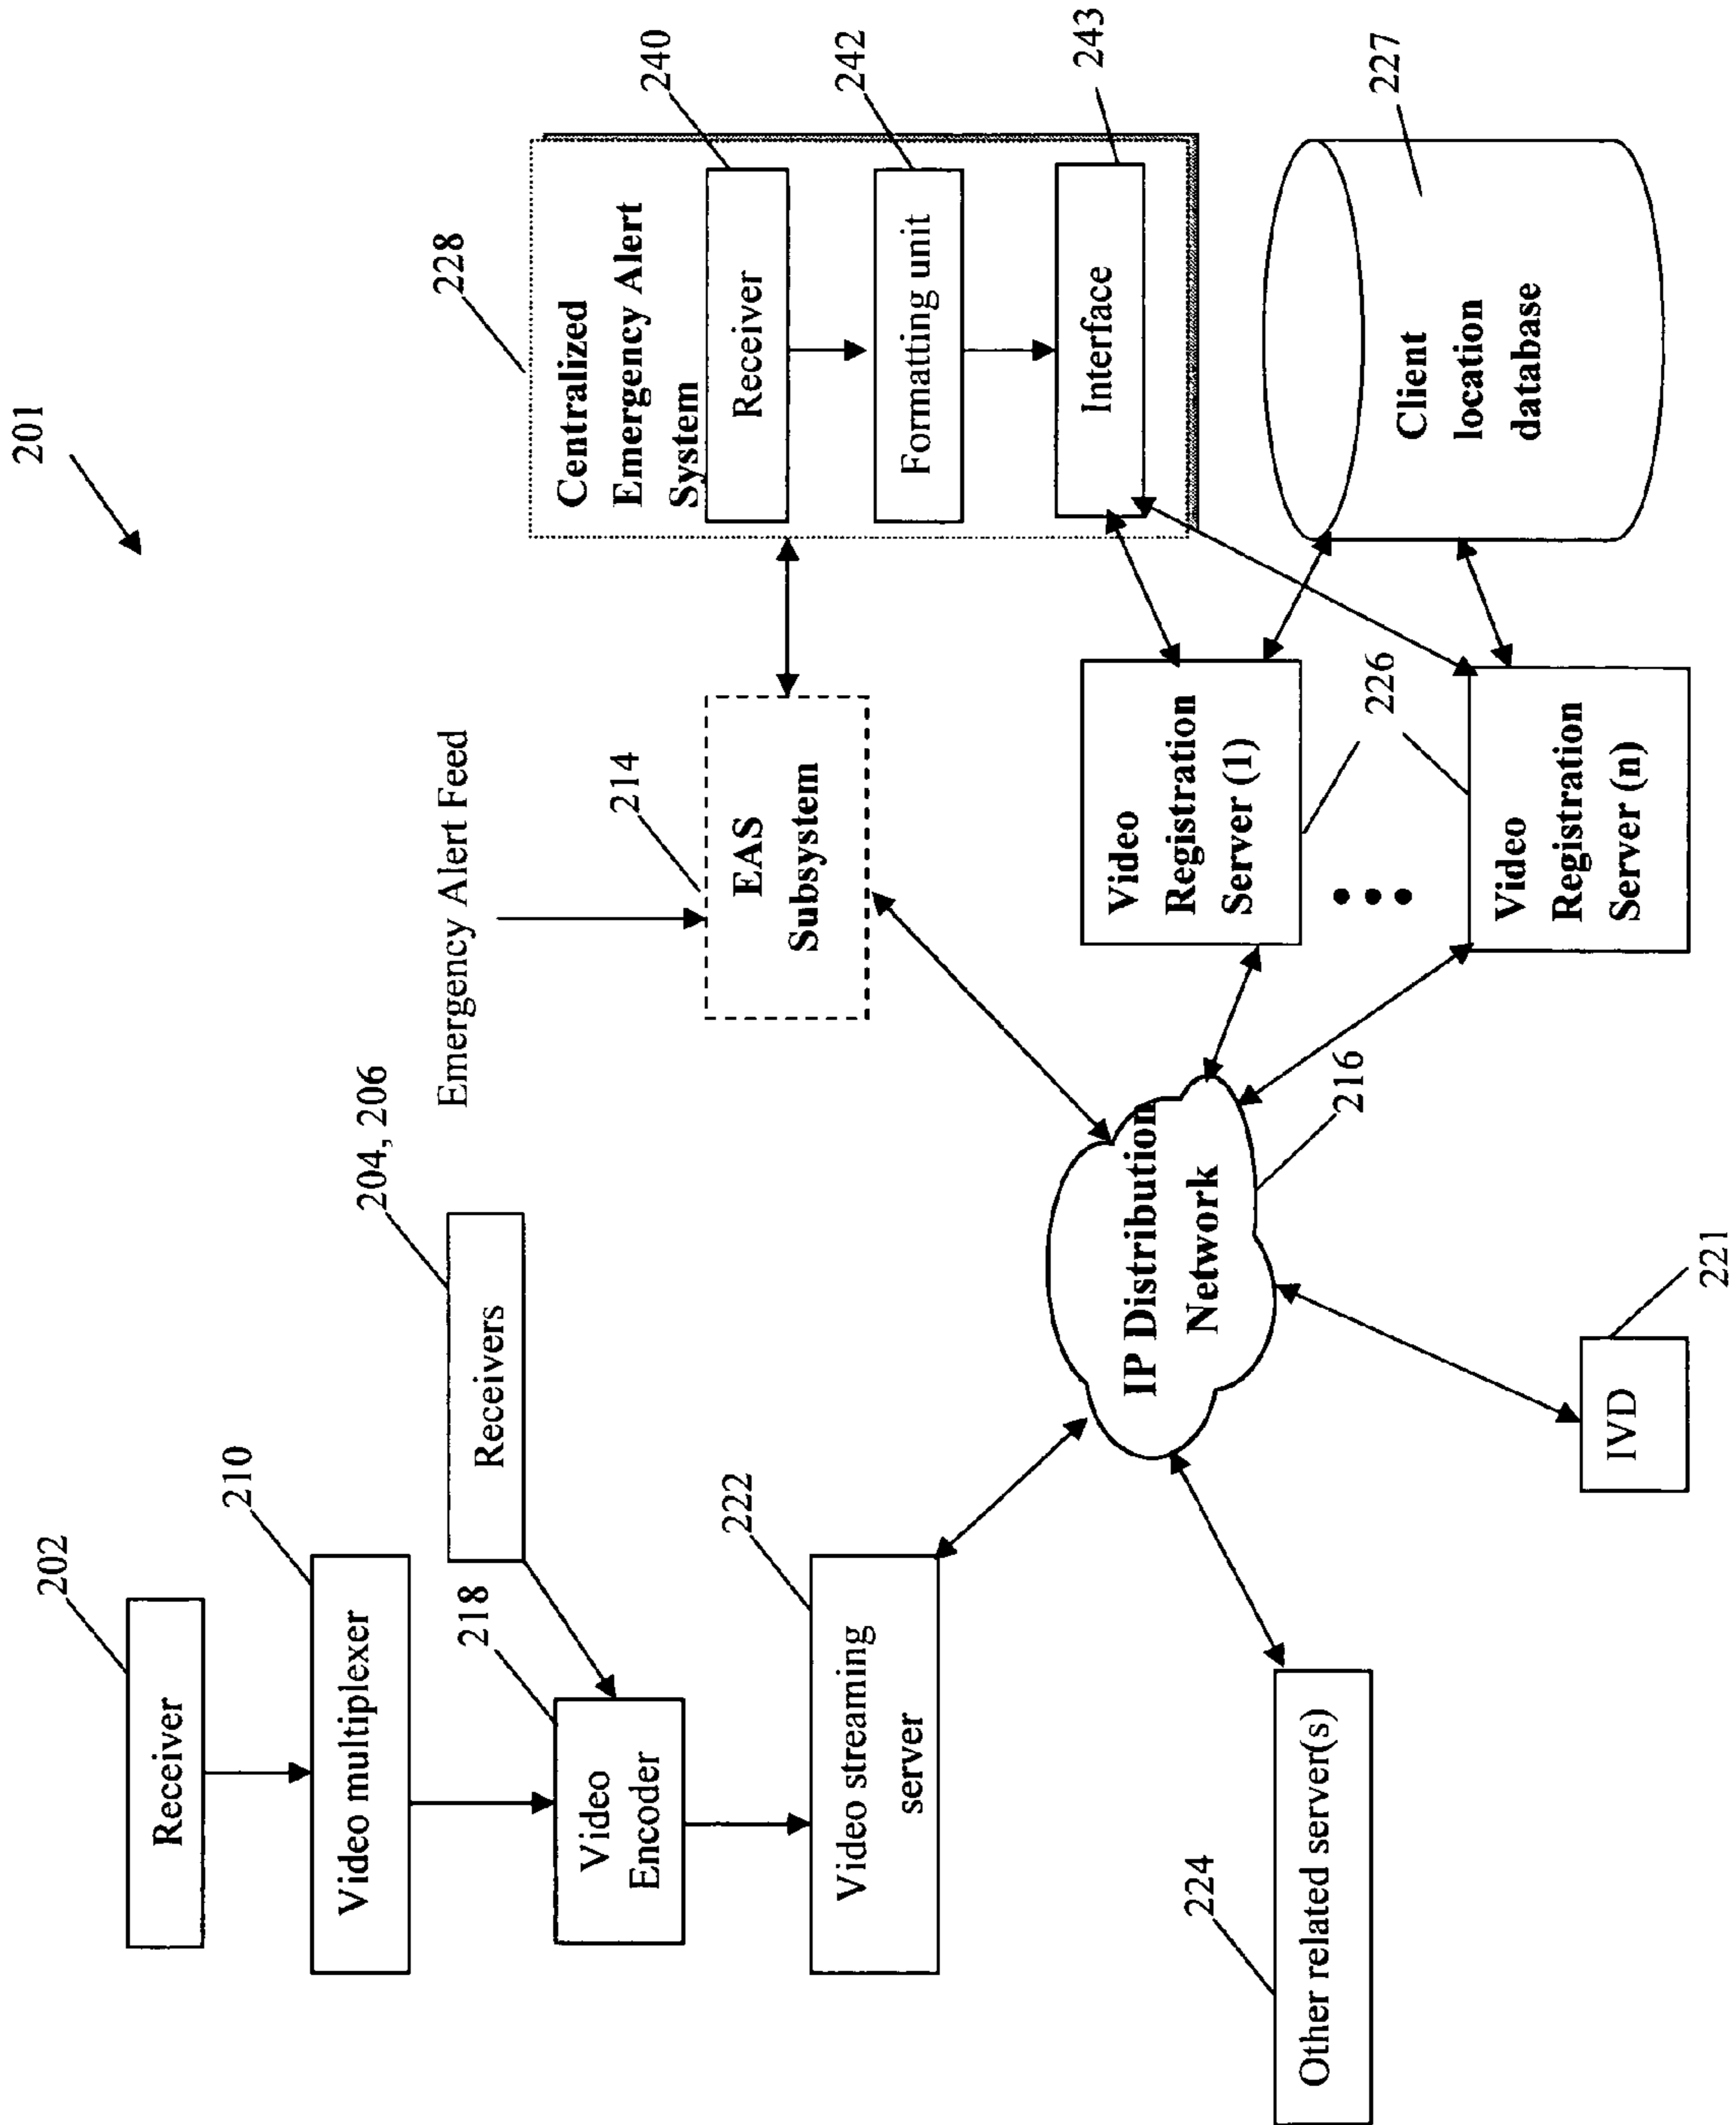 201
202
Receiver
210
Video multiplexer
204, 206
Receivers
218
Video
Encoder
222
Video streaming
server
224
Other related server(s)
IVD
221
IP Distribution
Network
216
Emergency Alert Feed
214
EAS
Subsystem
228
Centralized
Emergency Alert
System
Receiver
240
Formatting unit
242
Interface
243
Video
Registration
Server (1)
226
Video
Registration
Server (n)
Client
location
database
227